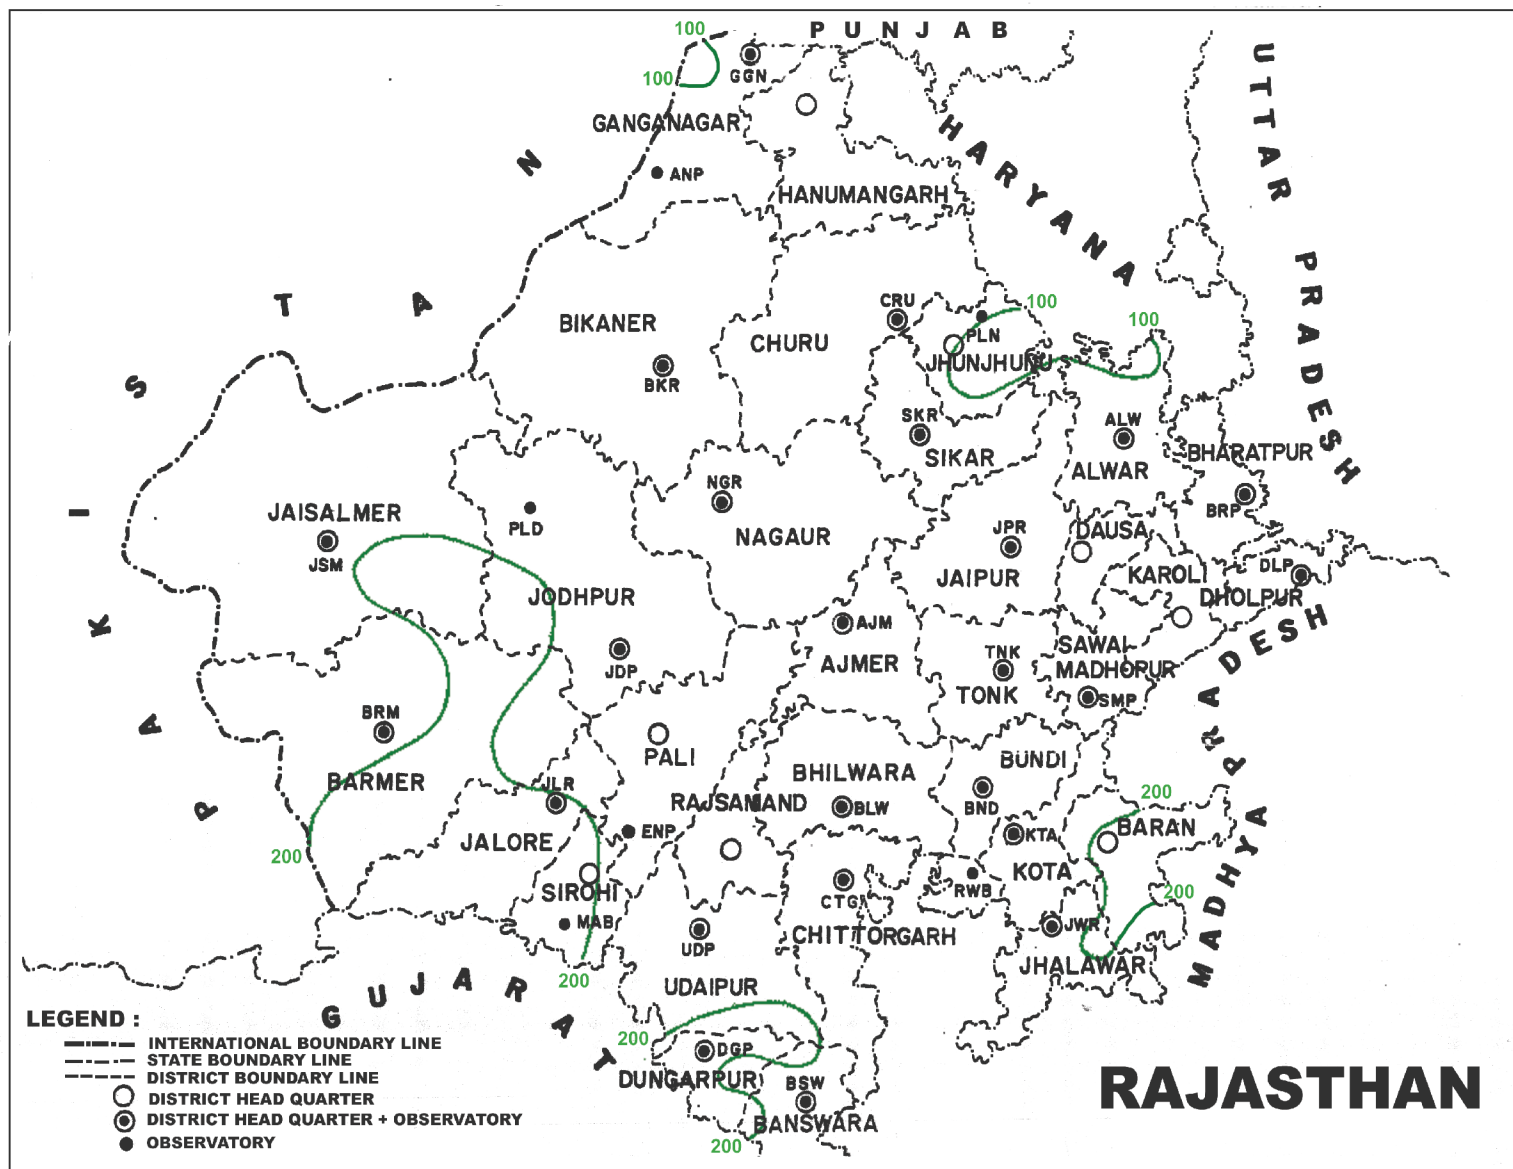 PUNJAB
100
100
GGN
GANGANAGAR
ANP
HANUMANGARH
HARYANA
UTTAR PRADESH
PAKISTAN
BIKANER
BKR
CHURU
CRU
PLN
100
100
JHUNJHUNU
SKR
SIKAR
ALW
ALWAR
BHARATPUR
BRP
JAISALMER
JSM
PLD
NGR
NAGAUR
JPR
JAIPUR
DAUSA
KAROLI
DLP
DHOLPUR
JODHPUR
JDP
AJM
AJMER
TNK
TONK
SAWAI
MADHOPUR
SMP
MADHYA PRADESH
BRM
BARMER
200
PALI
JLR
JALORE
RAJSAMAND
ENP
BHILWARA
BLW
BUNDI
BND
KTA
KOTA
200
BARAN
200
SIROHI
MAB
200
CTG
CHITTORGARH
RWB
JWR
JHALAWAR
UDP
UDAIPUR
GUJARAT
200
DGP
DUNGARPUR
BSW
BANSWARA
200
LEGEND :
INTERNATIONAL BOUNDARY LINE
STATE BOUNDARY LINE
DISTRICT BOUNDARY LINE
DISTRICT HEAD QUARTER
DISTRICT HEAD QUARTER + OBSERVATORY
OBSERVATORY
RAJASTHAN